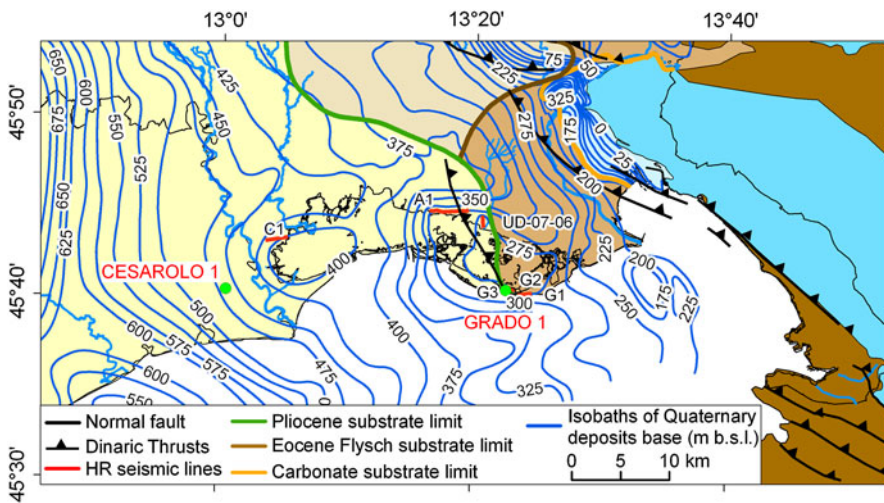 13°0' 13°20' 13°40'
45°50'
45°40'
45°30'
650 600 675 550 525 425 450
225 75 50 325 175 0 275 25 200
375
650 625
A1 350 UD-07-06
C1 400 275 225
CESAROLO 1
G3 G2 G1 300
GRADO 1
200 175 225 250
500 600 575 600 575 550 475 400 375 325
Normal fault
Dinaric Thrusts
HR seismic lines
Pliocene substrate limit
Eocene Flysch substrate limit
Carbonate substrate limit
Isobaths of Quaternary
deposits base (m b.s.l.)
0 5 10 km